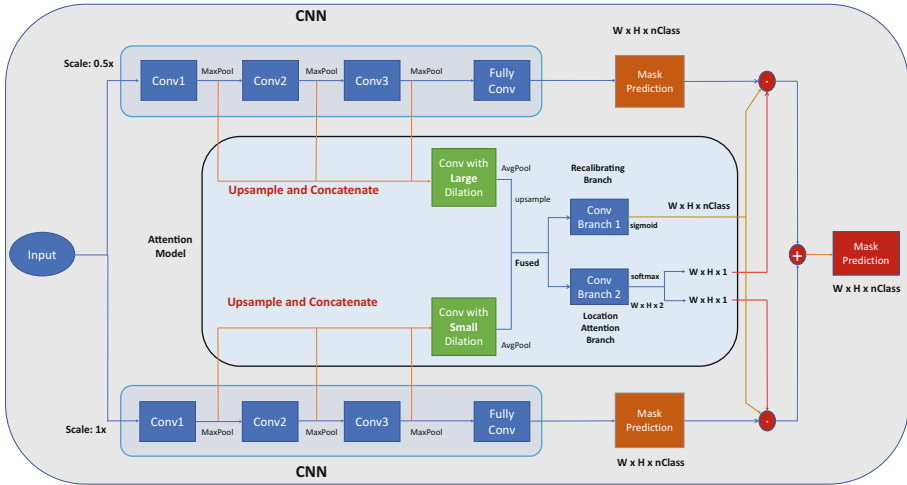 CNN
W x H x nClass
Scale: 0.5x
Conv1
MaxPool
Conv2
MaxPool
Conv3
MaxPool
Fully
Conv
Mask
Prediction
.
Conv with
Large
Dilation
AvgPool
upsample
Upsample and Concatenate
Recalibrating
Branch
Conv
Branch 1
W x H x nClass
sigmoid
Input
Attention
Model
Fused
Conv
Branch 2
softmax
W x H x 2
W x H x 1
W x H x 1
Location
Attention
Branch
+
Mask
Prediction
W x H x nClass
Upsample and Concatenate
Conv with
Small
Dilation
AvgPool
Scale: 1x
Conv1
MaxPool
Conv2
MaxPool
Conv3
MaxPool
Fully
Conv
Mask
Prediction
.
W x H x nClass
CNN